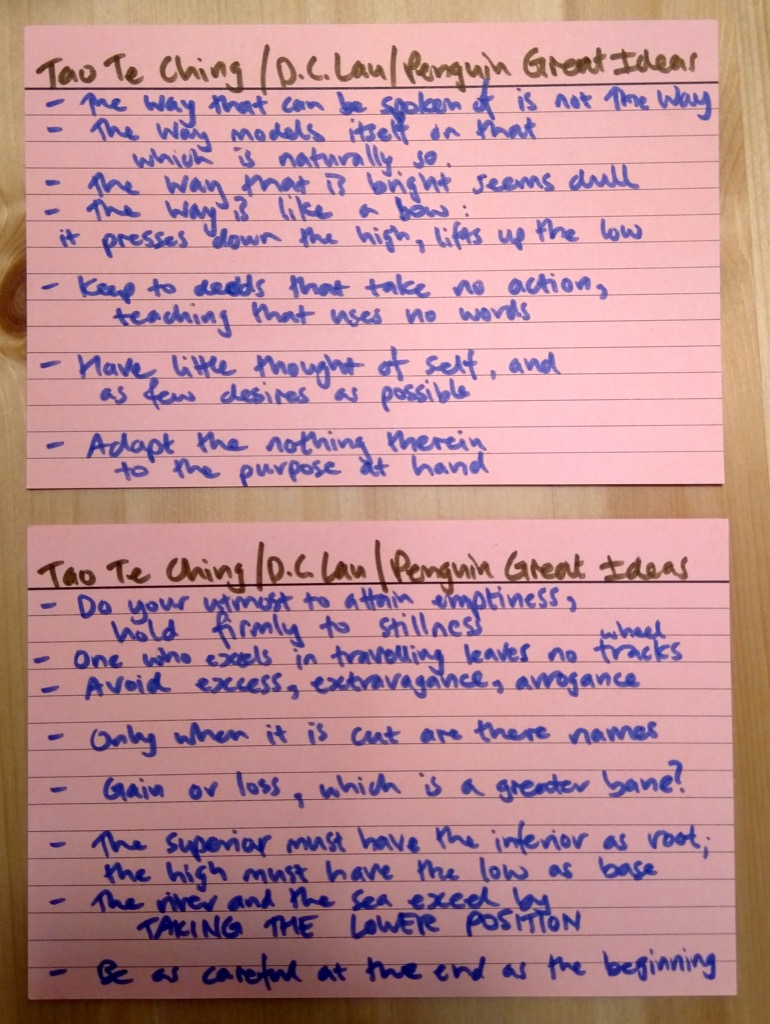 Tao Te Ching / D.C. Lau / Penguin Great Ideas
- The Way that can be spoken of is not The Way
- The Way models itself on that
which is naturally so.
- The Way that is bright seems dull
- The Way is like a bow:
it presses down the high, lifts up the low
- Keep to deeds that take no action,
teaching that uses no words
- Have little thought of self, and
as few desires as possible
- Adapt the nothing therein
to the purpose at hand
Tao Te Ching / D.C. Lau / Penguin Great Ideas
- Do your utmost to attain emptiness,
hold firmly to stillness
- One who excels in travelling leaves no wheel tracks
- Avoid excess, extravagance, arrogance
- Only when it is cut are there names
- Gain or loss, which is a greater bane?
- The superior must have the inferior as root;
the high must have the low as base
- The river and the sea excel by
TAKING THE LOWER POSITION
- Be as careful at the end as the beginning